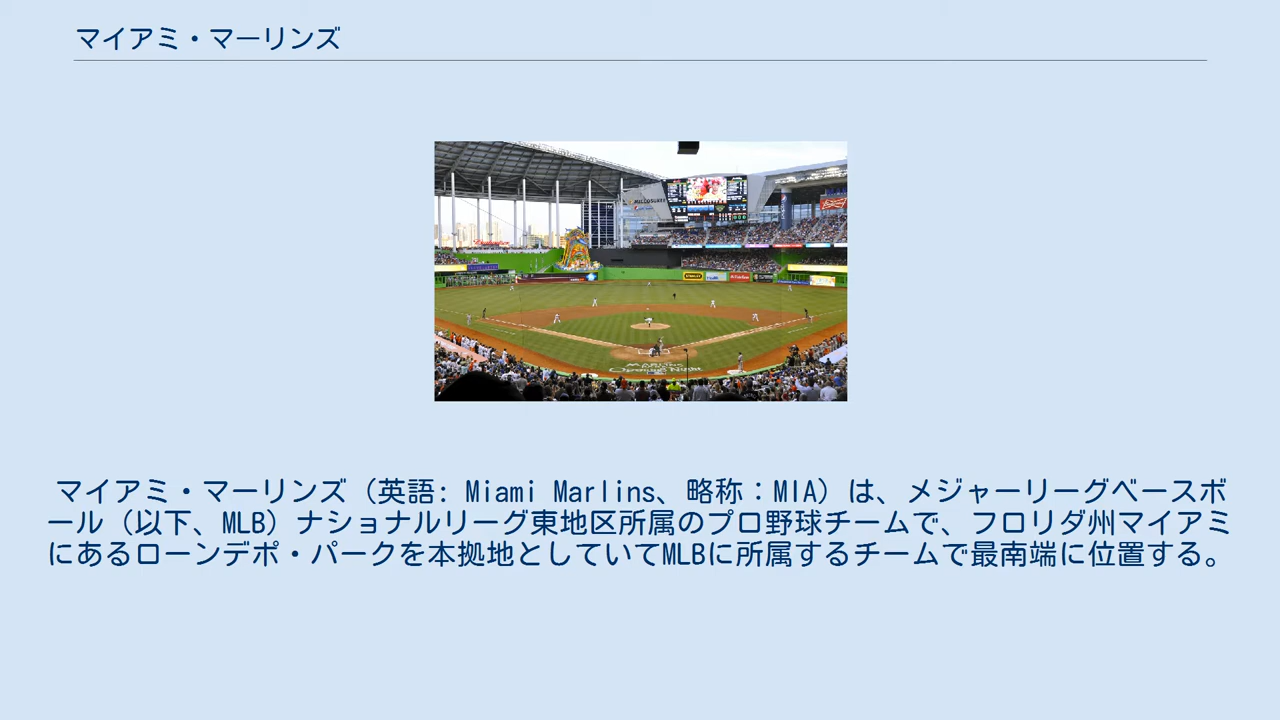 マイアミ・マーリンズ
Budweiser
MARLINS
Opening Night
マイアミ・マーリンズ（英語: Miami Marlins、略称：MIA）は、メジャーリーグベースボ
ール（以下、MLB）ナショナルリーグ東地区所属のプロ野球チームで、フロリダ州マイアミ
にあるローンデポ・パークを本拠地としていてMLBに所属するチームで最南端に位置する。